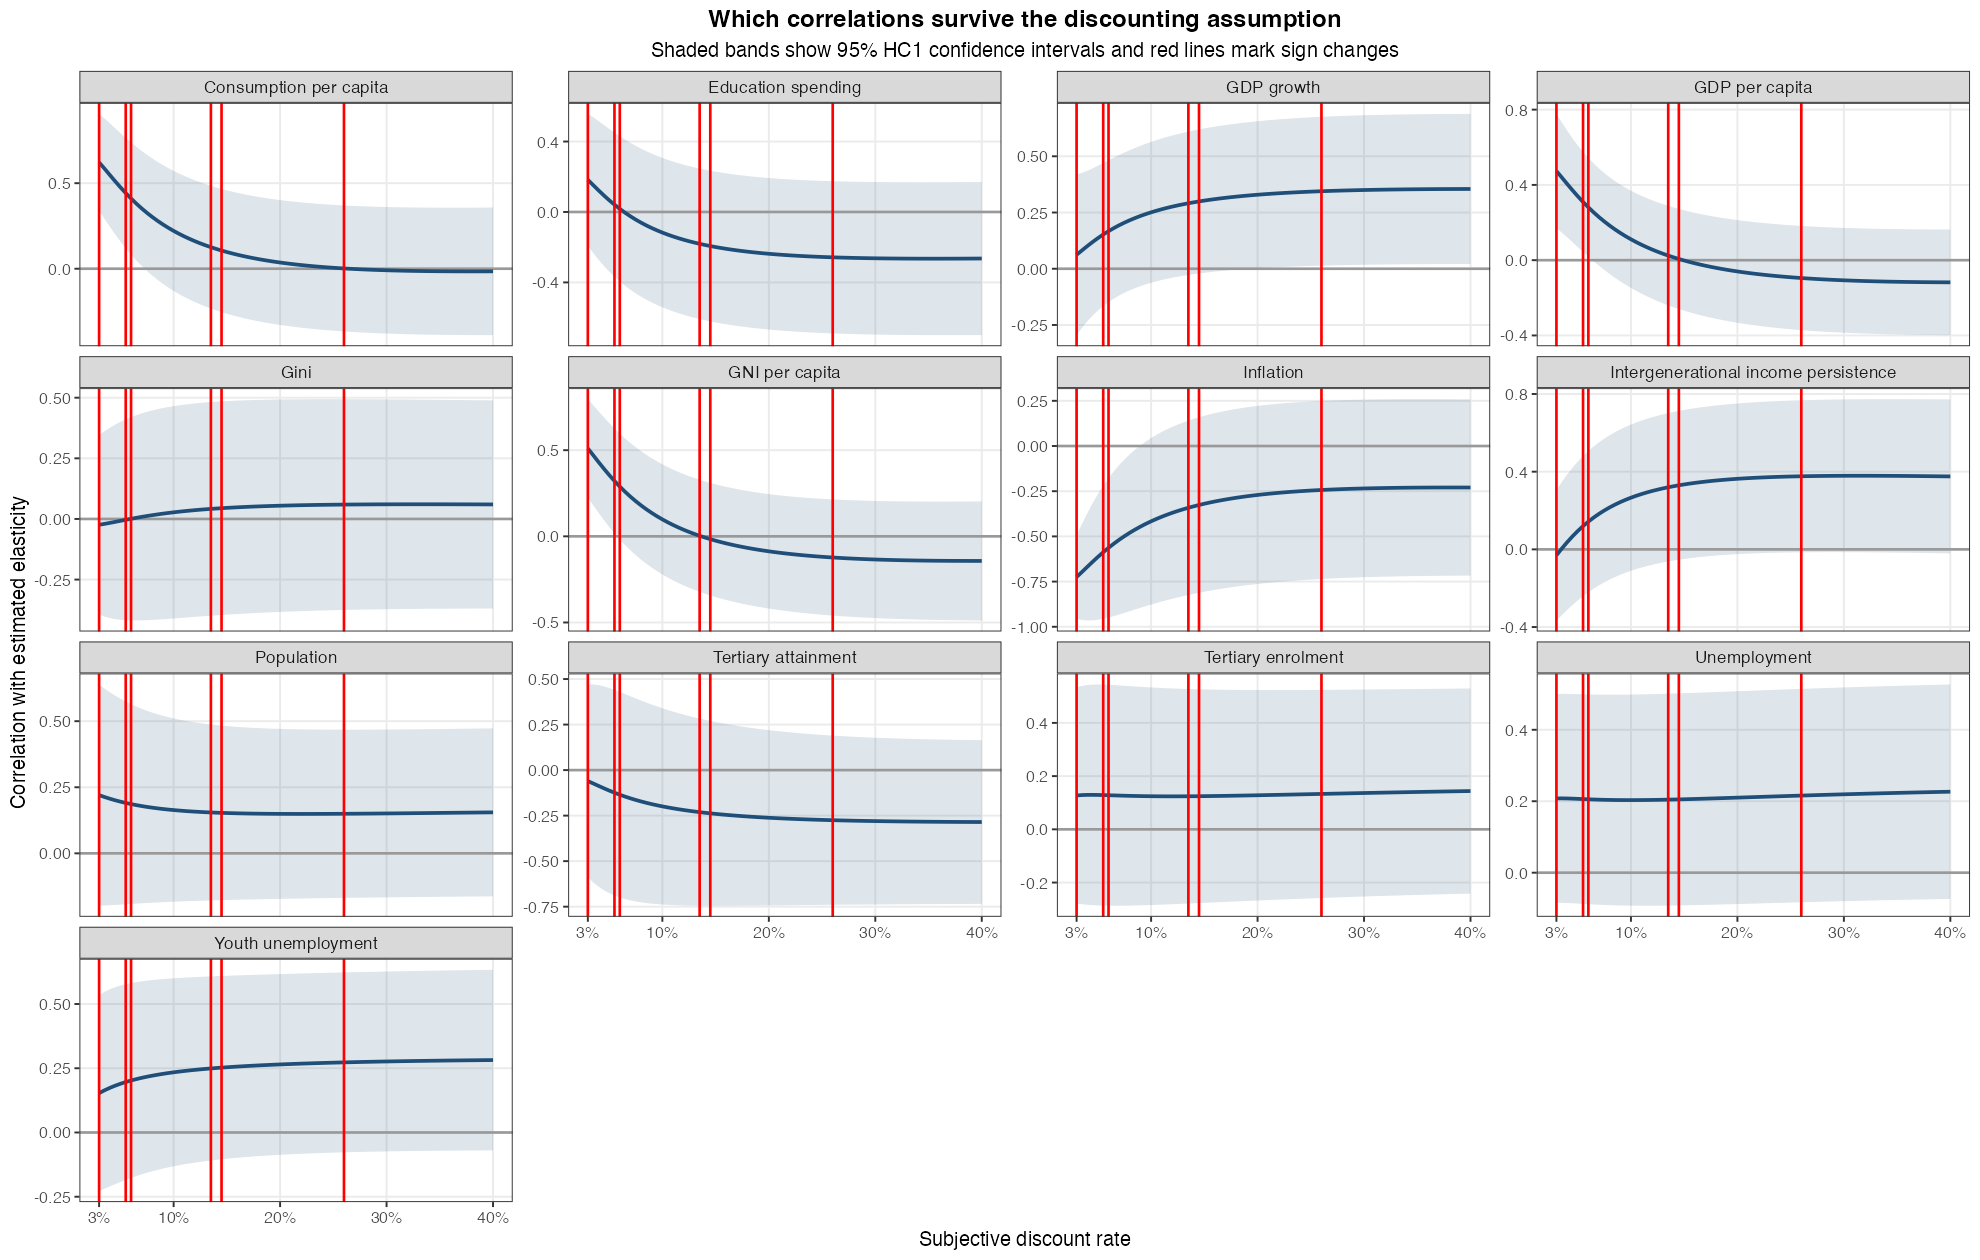 Which correlations survive the discounting assumption
Shaded bands show 95% HC1 confidence intervals and red lines mark sign changes
Consumption per capita
Education spending
GDP growth
GDP per capita
0.5
0.0
0.4
0.0
-0.4
0.50
0.25
0.00
-0.25
0.8
0.4
0.0
-0.4
Gini
GNI per capita
Inflation
Intergenerational income persistence
0.50
0.25
0.00
-0.25
0.5
0.0
-0.5
0.25
0.00
-0.25
-0.50
-0.75
-1.00
0.8
0.4
0.0
-0.4
Population
Tertiary attainment
Tertiary enrolment
Unemployment
0.50
0.25
0.00
0.50
0.25
0.00
-0.25
-0.50
-0.75
0.4
0.2
0.0
-0.2
0.4
0.2
0.0
3% 10% 20% 30% 40%
3% 10% 20% 30% 40%
3% 10% 20% 30% 40%
Youth unemployment
0.50
0.25
0.00
-0.25
3% 10% 20% 30% 40%
Correlation with estimated elasticity
Subjective discount rate